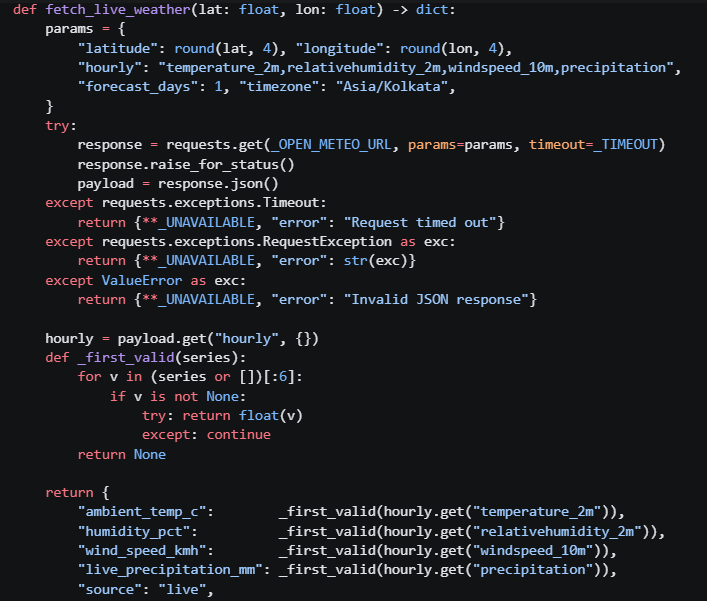 def fetch_live_weather(lat: float, lon: float) -> dict:
    params = {
        "latitude": round(lat, 4), "longitude": round(lon, 4),
        "hourly": "temperature_2m,relativehumidity_2m,windspeed_10m,precipitation",
        "forecast_days": 1, "timezone": "Asia/Kolkata",
    }
    try:
        response = requests.get(_OPEN_METEO_URL, params=params, timeout=_TIMEOUT)
        response.raise_for_status()
        payload = response.json()
    except requests.exceptions.Timeout:
        return {**_UNAVAILABLE, "error": "Request timed out"}
    except requests.exceptions.RequestException as exc:
        return {**_UNAVAILABLE, "error": str(exc)}
    except ValueError as exc:
        return {**_UNAVAILABLE, "error": "Invalid JSON response"}

    hourly = payload.get("hourly", {})
    def _first_valid(series):
        for v in (series or [])[:6]:
            if v is not None:
                try: return float(v)
                except: continue
        return None

    return {
        "ambient_temp_c":        _first_valid(hourly.get("temperature_2m")),
        "humidity_pct":          _first_valid(hourly.get("relativehumidity_2m")),
        "wind_speed_kmh":        _first_valid(hourly.get("windspeed_10m")),
        "live_precipitation_mm": _first_valid(hourly.get("precipitation")),
        "source": "live",